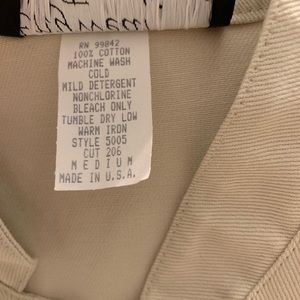 RN 99842
100% COTTON
MACHINE WASH
COLD
MILD DETERGENT
NONCHLORINE
BLEACH ONLY
TUMBLE DRY LOW
WARM IRON
STYLE 5005
CUT 206
M E D I U M
MADE IN U.S.A.